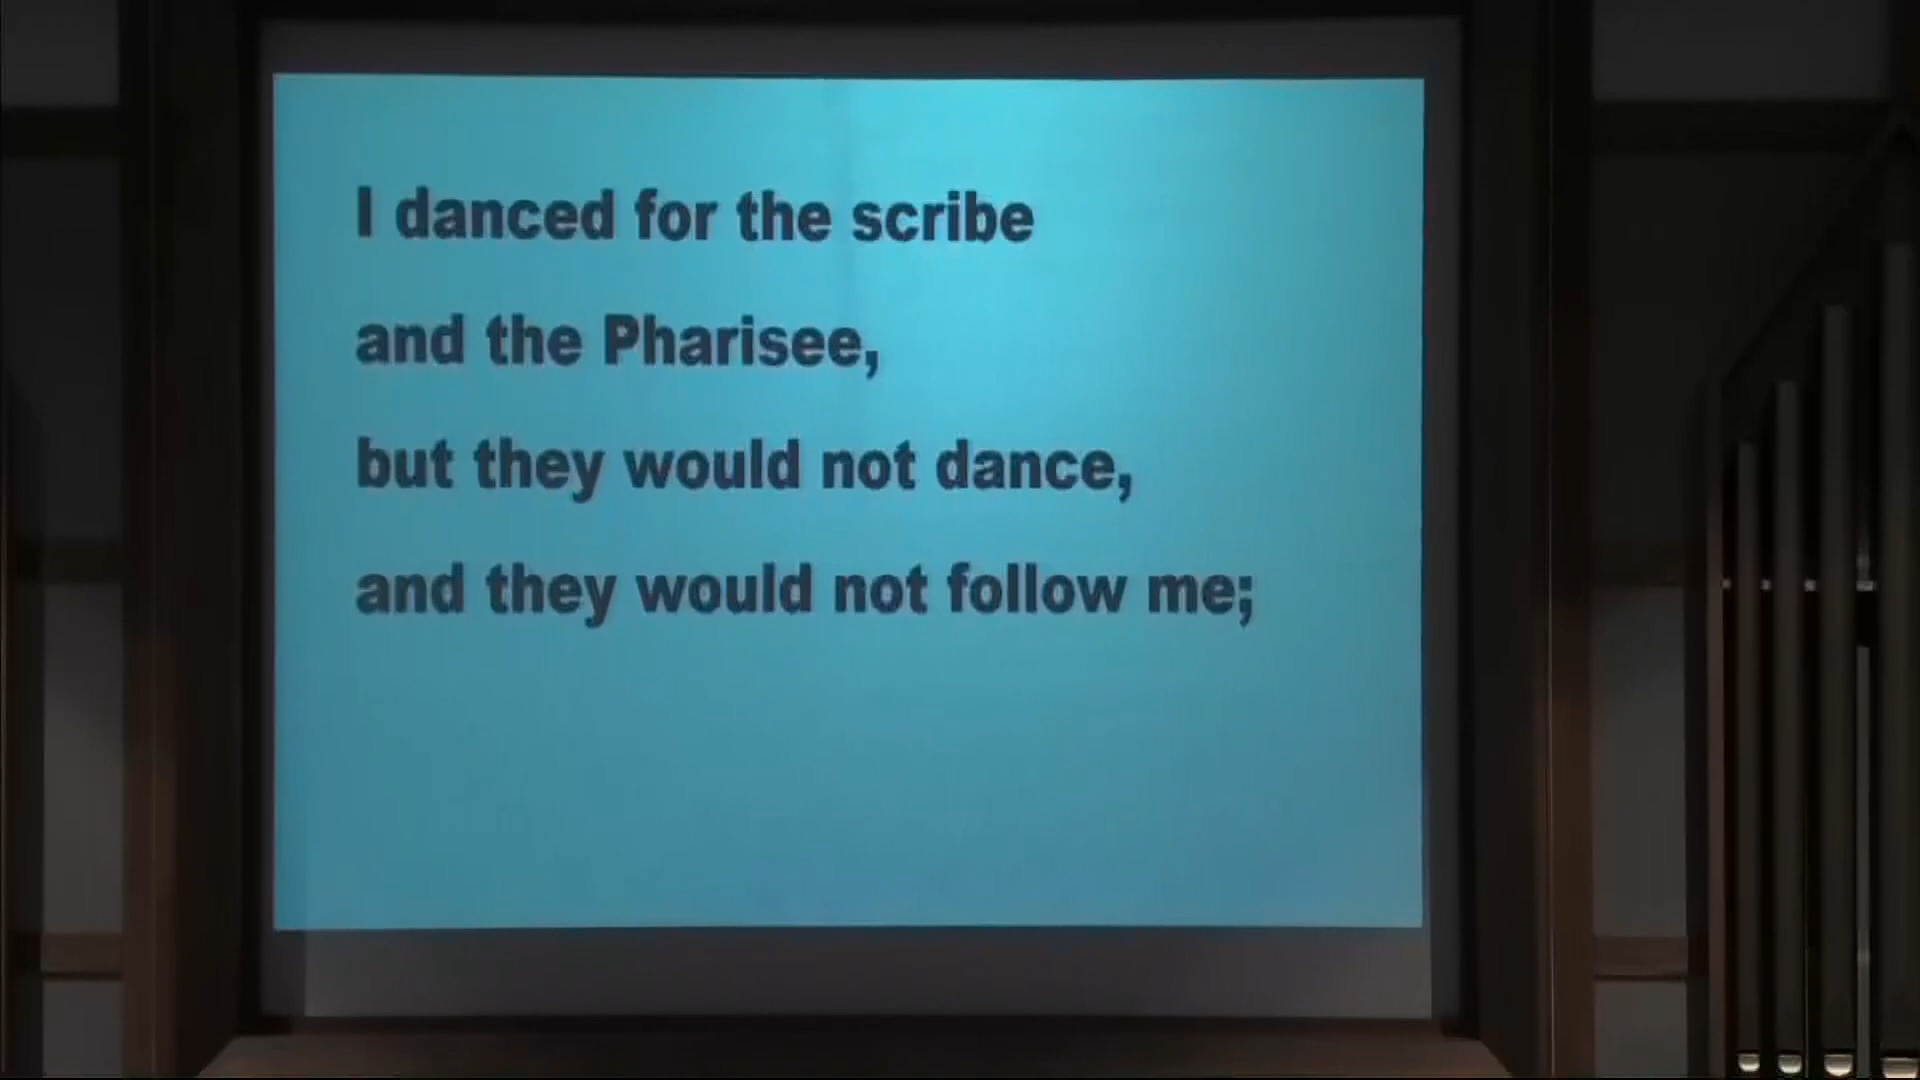 I danced for the scribe
and the Pharisee,
but they would not dance,
and they would not follow me;